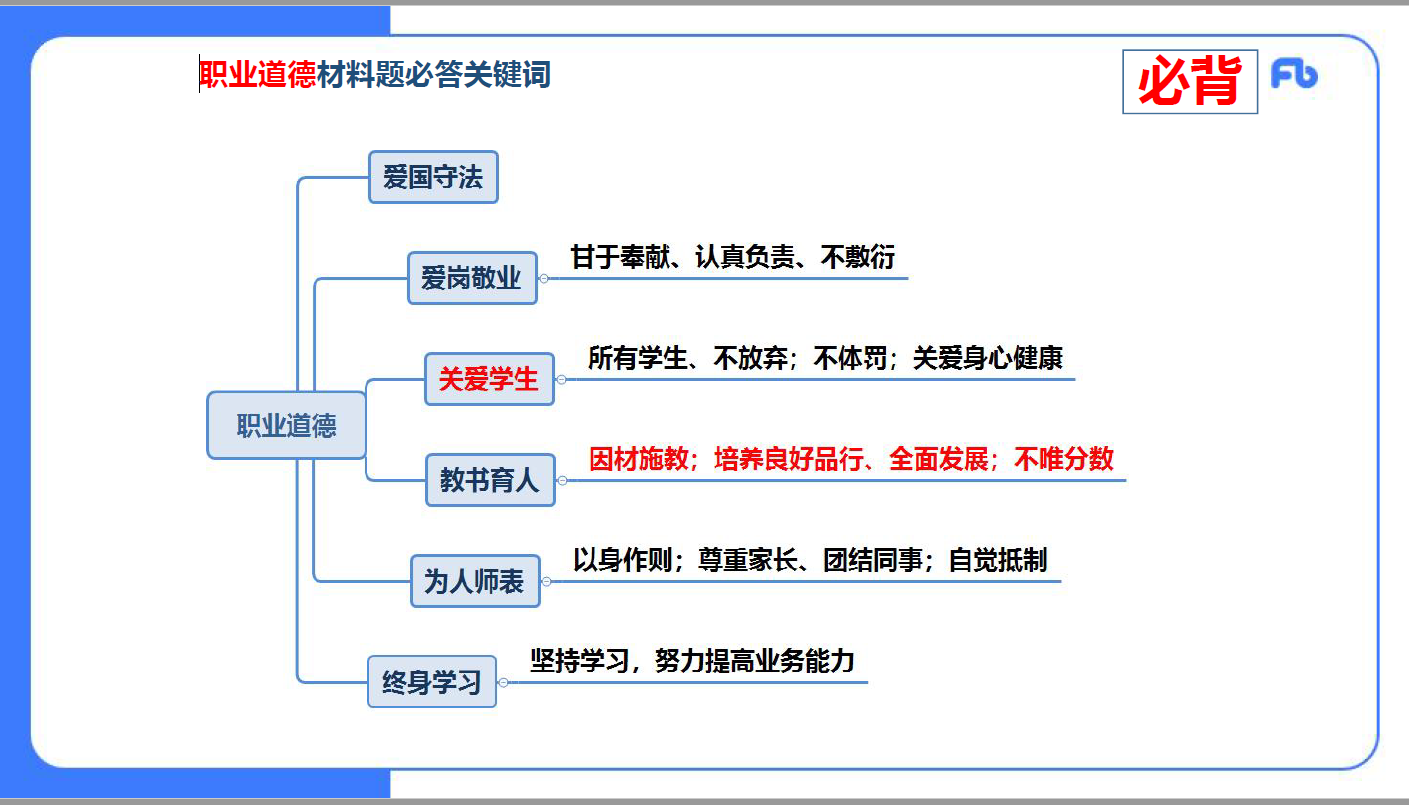 职业道德材料题必答关键词
必背
Fb
爱国守法
爱岗敬业
甘于奉献、认真负责、不敷衍
关爱学生
所有学生、不放弃；不体罚；关爱身心健康
职业道德
教书育人
因材施教；培养良好品行、全面发展；不唯分数
为人师表
以身作则；尊重家长、团结同事；自觉抵制
终身学习
坚持学习，努力提高业务能力